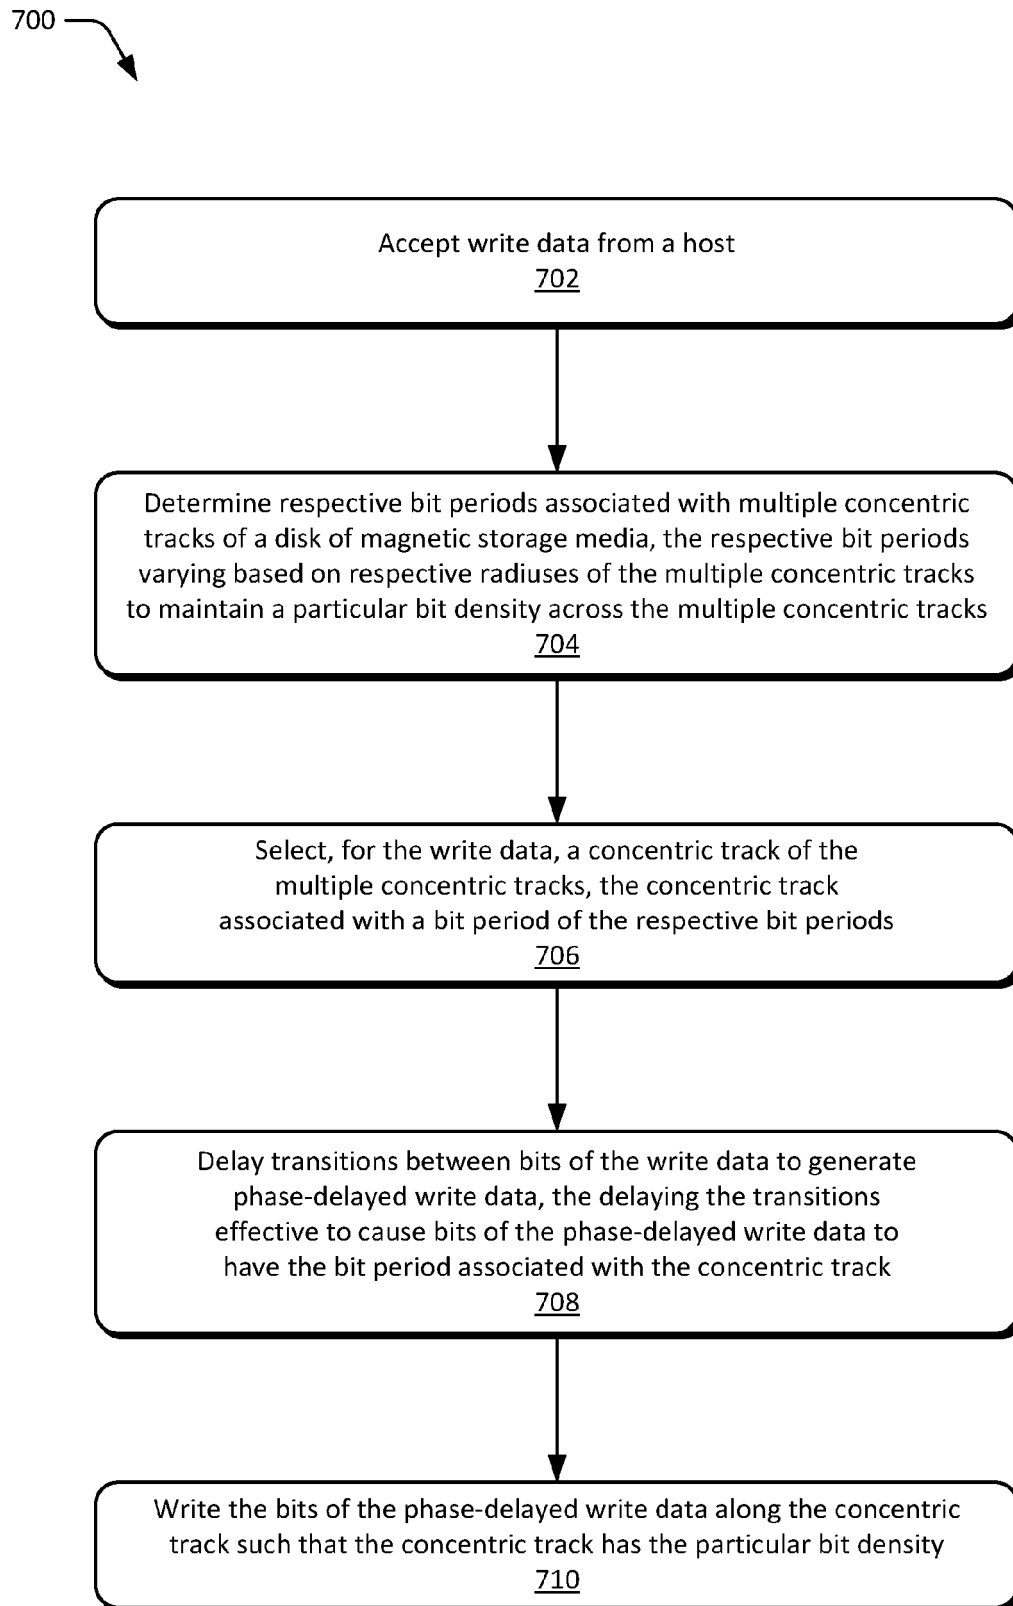 700
Accept write data from a host
702
Determine respective bit periods associated with multiple concentric
tracks of a disk of magnetic storage media, the respective bit periods
varying based on respective radiuses of the multiple concentric tracks
to maintain a particular bit density across the multiple concentric tracks
704
Select, for the write data, a concentric track of the
multiple concentric tracks, the concentric track
associated with a bit period of the respective bit periods
706
Delay transitions between bits of the write data to generate
phase-delayed write data, the delaying the transitions
effective to cause bits of the phase-delayed write data to
have the bit period associated with the concentric track
708
Write the bits of the phase-delayed write data along the concentric
track such that the concentric track has the particular bit density
710